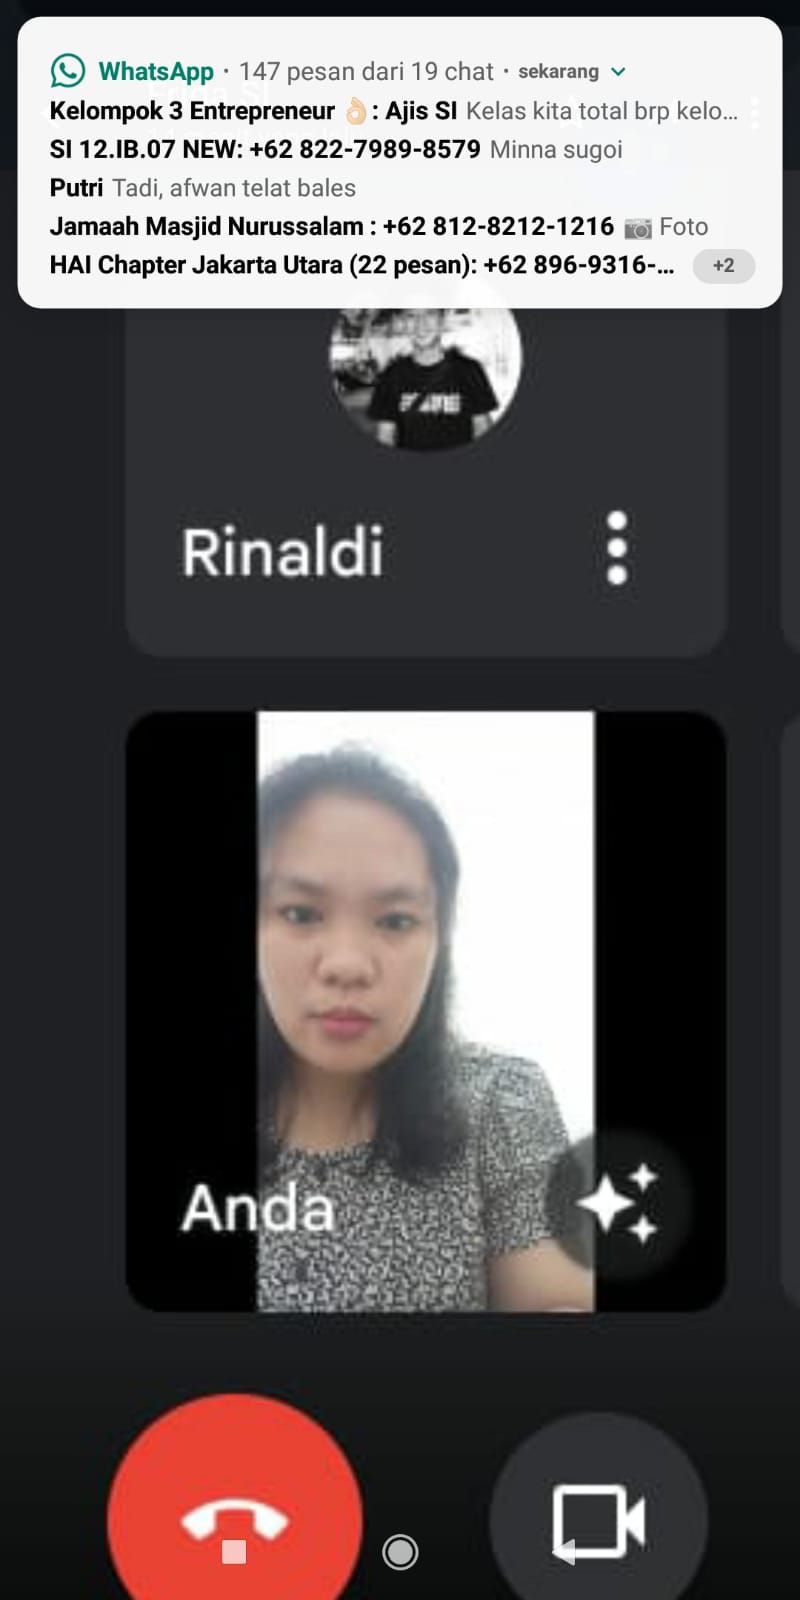 WhatsApp · 147 pesan dari 19 chat · sekarang
Kelompok 3 Entrepreneur 👌🏻: Ajis SI Kelas kita total brp kelo...
SI 12.IB.07 NEW: +62 822-7989-8579 Minna sugoi
Putri Tadi, afwan telat bales
Jamaah Masjid Nurussalam : +62 812-8212-1216 📷 Foto
HAI Chapter Jakarta Utara (22 pesan): +62 896-9316-... +2
Rinaldi
Anda